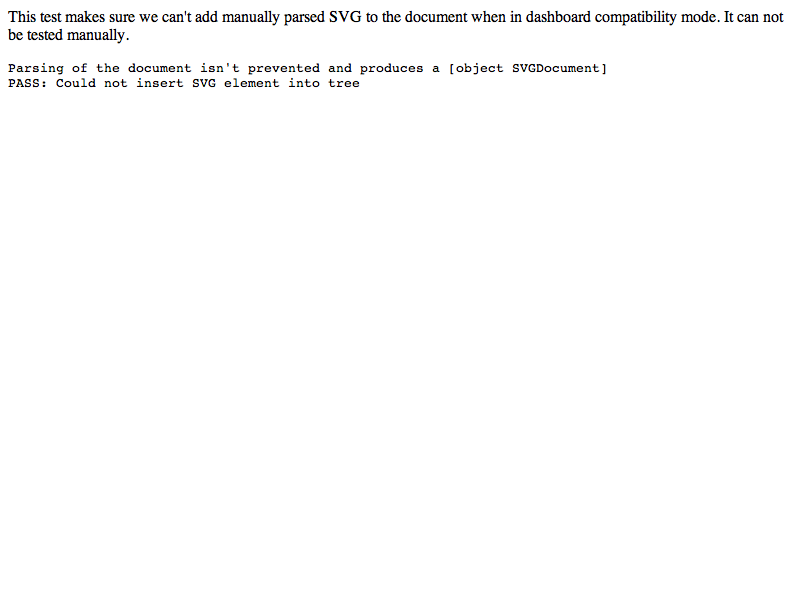 This test makes sure we can't add manually parsed SVG to the document when in dashboard compatibility mode. It can not
be tested manually.
Parsing of the document isn't prevented and produces a [object SVGDocument]
PASS: Could not insert SVG element into tree